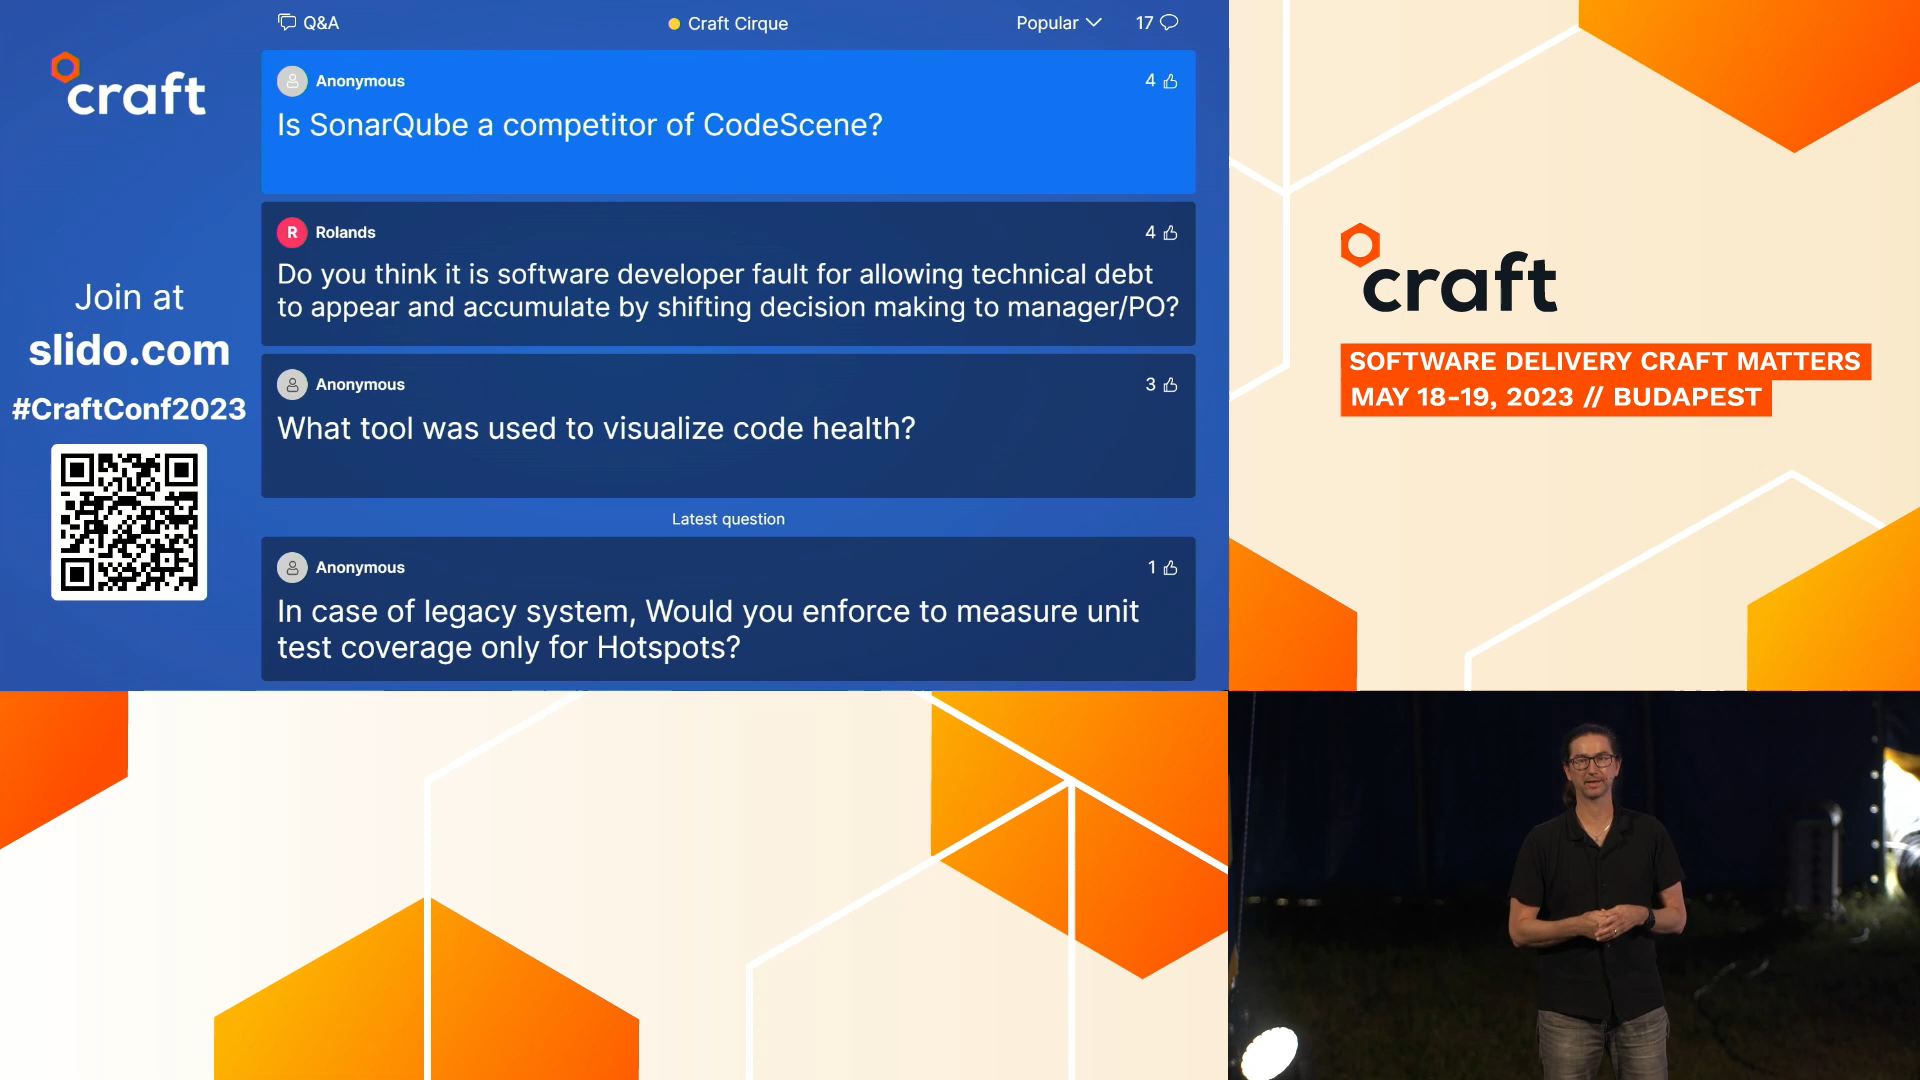 Q&A
Craft Cirque
Popular
17
craft
Anonymous
4
Is SonarQube a competitor of CodeScene?
R
Rolands
4
Do you think it is software developer fault for allowing technical debt
to appear and accumulate by shifting decision making to manager/PO?
Join at
slido.com
#CraftConf2023
Anonymous
3
What tool was used to visualize code health?
Latest question
Anonymous
1
In case of legacy system, Would you enforce to measure unit
test coverage only for Hotspots?
craft
SOFTWARE DELIVERY CRAFT MATTERS
MAY 18-19, 2023 // BUDAPEST